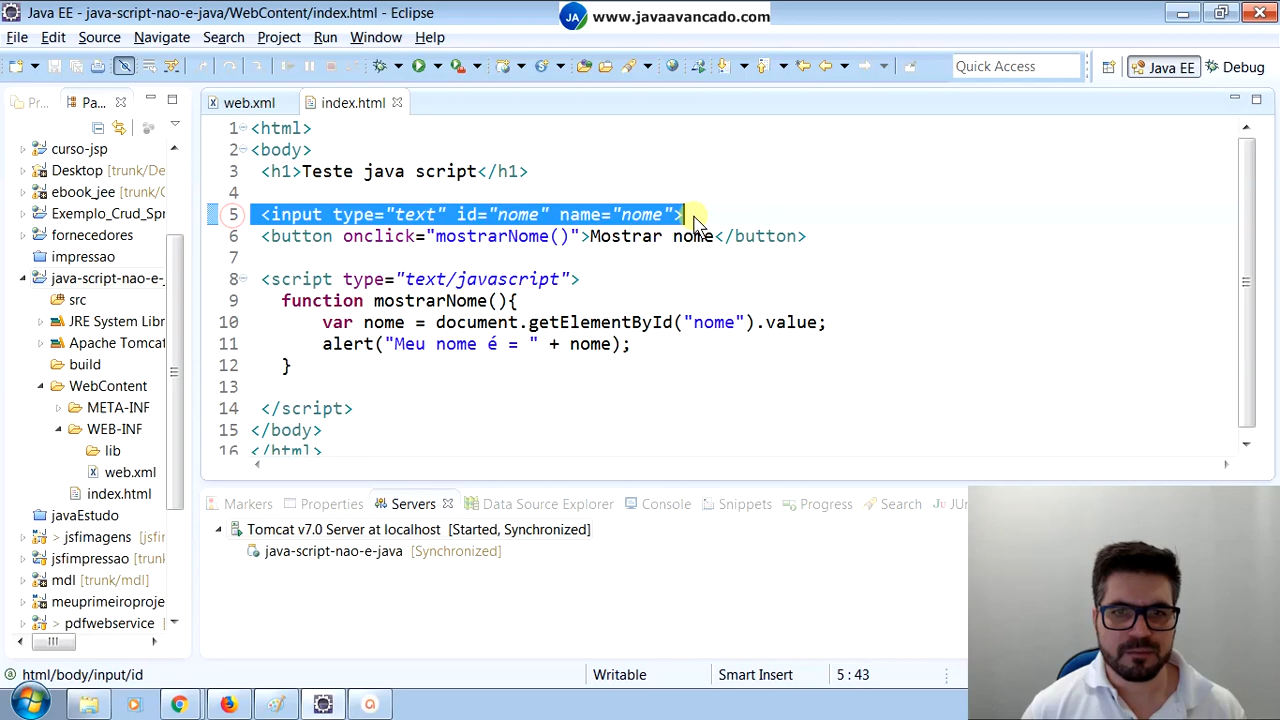 Java EE - java-script-nao-e-java/WebContent/index.html - Eclipse
JA www.javaavancado.com
File Edit Source Navigate Search Project Run Window Help
Quick Access Java EE Debug
Pr... Pa... web.xml index.html
1 <html>
2 <body>
3 <h1>Teste java script</h1>
4
5 <input type="text" id="nome" name="nome">
6 <button onclick="mostrarNome()">Mostrar nome</button>
7
8 <script type="text/javascript">
9 function mostrarNome(){
10 var nome = document.getElementById("nome").value;
11 alert("Meu nome é = " + nome);
12 }
13
14 </script>
15 </body>
16 </html>
curso-jsp
Desktop [trunk/De
ebook_jee [trunk/
Exemplo_Crud_Spr
fornecedores
impressao
java-script-nao-e-
src
JRE System Libr
Apache Tomcat
build
WebContent
META-INF
WEB-INF
lib
web.xml
index.html
javaEstudo
> jsfimagens [jsfi
jsfimpressao [trun
mdl [trunk/mdl]
meuprimeiroproje
> pdfwebservice
Markers Properties Servers Data Source Explorer Console Snippets Progress Search JUn
Tomcat v7.0 Server at localhost [Started, Synchronized]
java-script-nao-e-java [Synchronized]
html/body/input/id Writable Smart Insert 5 : 43